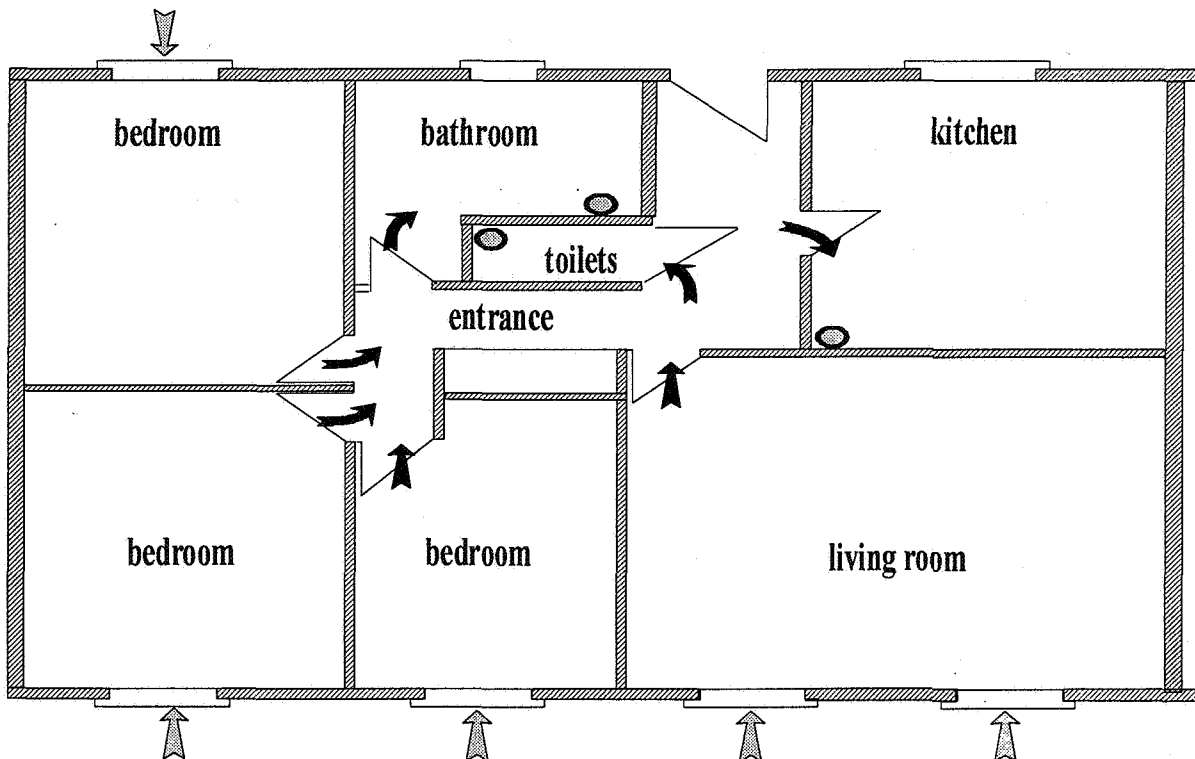 bedroom
bathroom
kitchen
toilets
entrance
bedroom
bedroom
living room